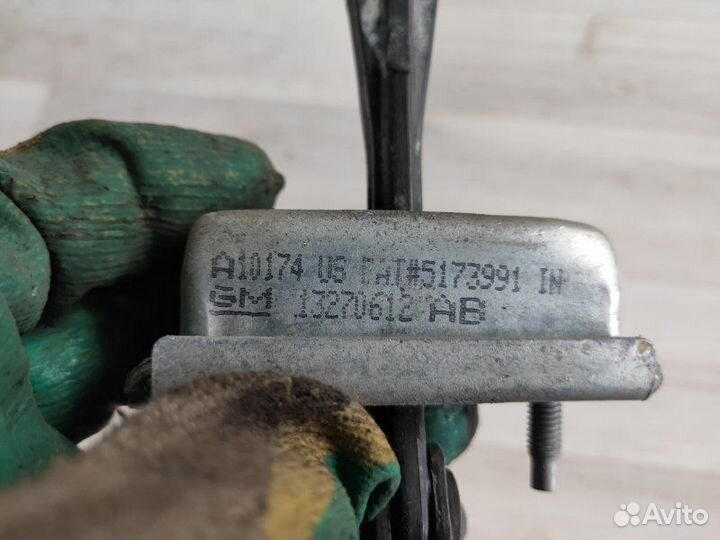 A10174 US PAT#5173991 IN
GM 13270612 AB
Avito